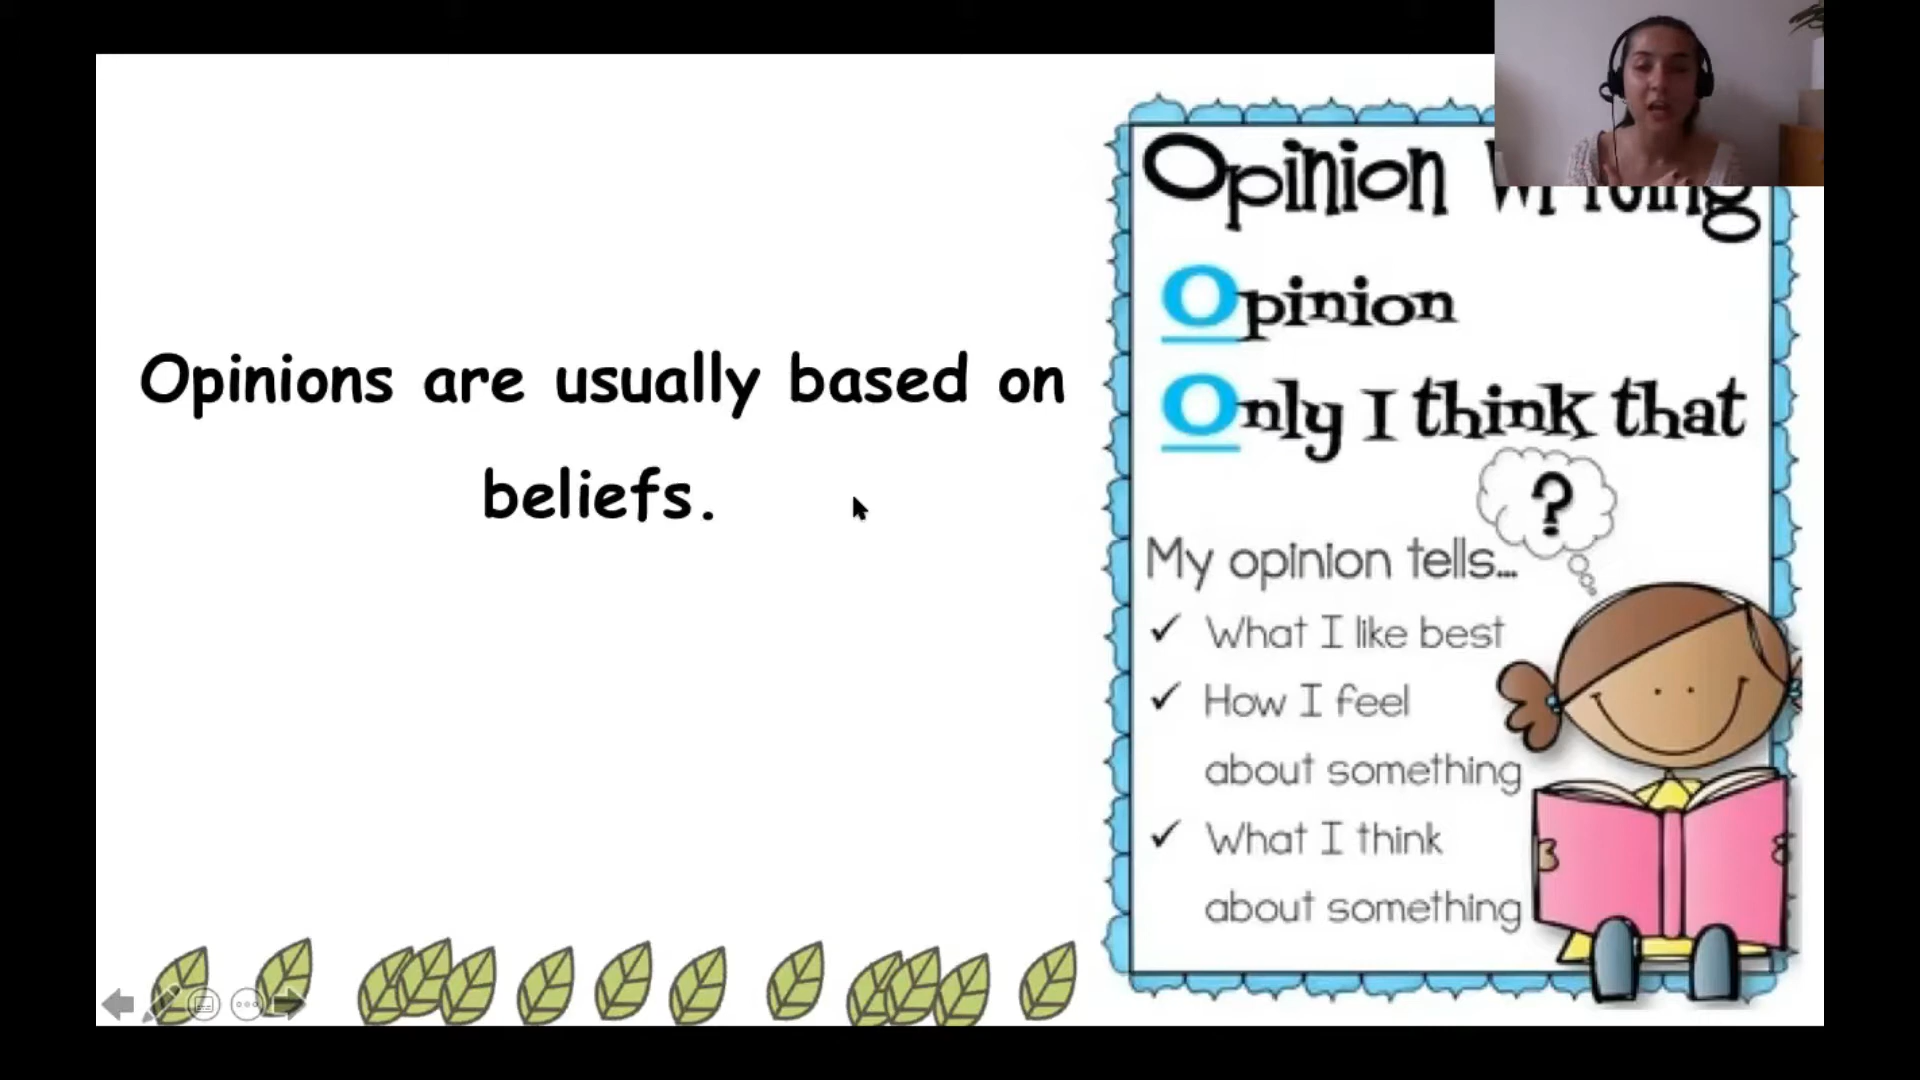 Opinions are usually based on
beliefs.
Opinion Writing
Opinion
Only I think that
?
My opinion tells...
✓ What I like best
✓ How I feel
about something
✓ What I think
about something